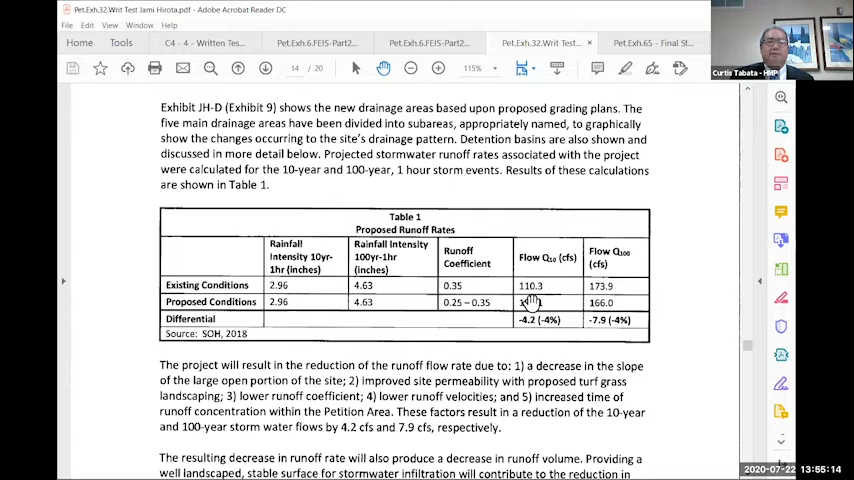 Pet.Exh.32.Writ Test Jami Hirota.pdf - Adobe Acrobat Reader DC
File Edit View Window Help
Home Tools C4 - 4 - Written Tes... Pet.Exh.6.FEIS-Part2... Pet.Exh.6.FEIS-Part2... Pet.Exh.32.Writ Test... × Pet.Exh.65 - Final St...
14 / 20 115%
Curtis Tabata - HMP
Exhibit JH-D (Exhibit 9) shows the new drainage areas based upon proposed grading plans. The
five main drainage areas have been divided into subareas, appropriately named, to graphically
show the changes occurring to the site's drainage pattern. Detention basins are also shown and
discussed in more detail below. Projected stormwater runoff rates associated with the project
were calculated for the 10-year and 100-year, 1 hour storm events. Results of these calculations
are shown in Table 1.
Table 1
Proposed Runoff Rates
Rainfall Intensity 10yr-1hr (inches) Rainfall Intensity 100yr-1hr (inches) Runoff Coefficient Flow Q10 (cfs) Flow Q100 (cfs)
Existing Conditions 2.96 4.63 0.35 110.3 173.9
Proposed Conditions 2.96 4.63 0.25 – 0.35 166.0
Differential -4.2 (-4%) -7.9 (-4%)
Source: SOH, 2018
The project will result in the reduction of the runoff flow rate due to: 1) a decrease in the slope
of the large open portion of the site; 2) improved site permeability with proposed turf grass
landscaping; 3) lower runoff coefficient; 4) lower runoff velocities; and 5) increased time of
runoff concentration within the Petition Area. These factors result in a reduction of the 10-year
and 100-year storm water flows by 4.2 cfs and 7.9 cfs, respectively.
The resulting decrease in runoff rate will also produce a decrease in runoff volume. Providing a
well landscaped, stable surface for stormwater infiltration will contribute to the reduction in
2020-07-22 13:55:14